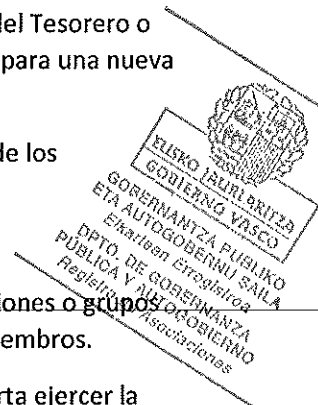 del Tesorero o
para una nueva
de los
EUSKO JAURLARITZA
GOBIERNO VASCO
GOBERNANTZA PUBLIKO
ETA AUTOGOBERNU SAILA
Elkarteen Erregistroa
DPTO. DE GOBERNANZA
PÚBLICA Y AUTOGOBIERNO
Registro de Asociaciones
iones o grupos
embros.
rta ejercer la